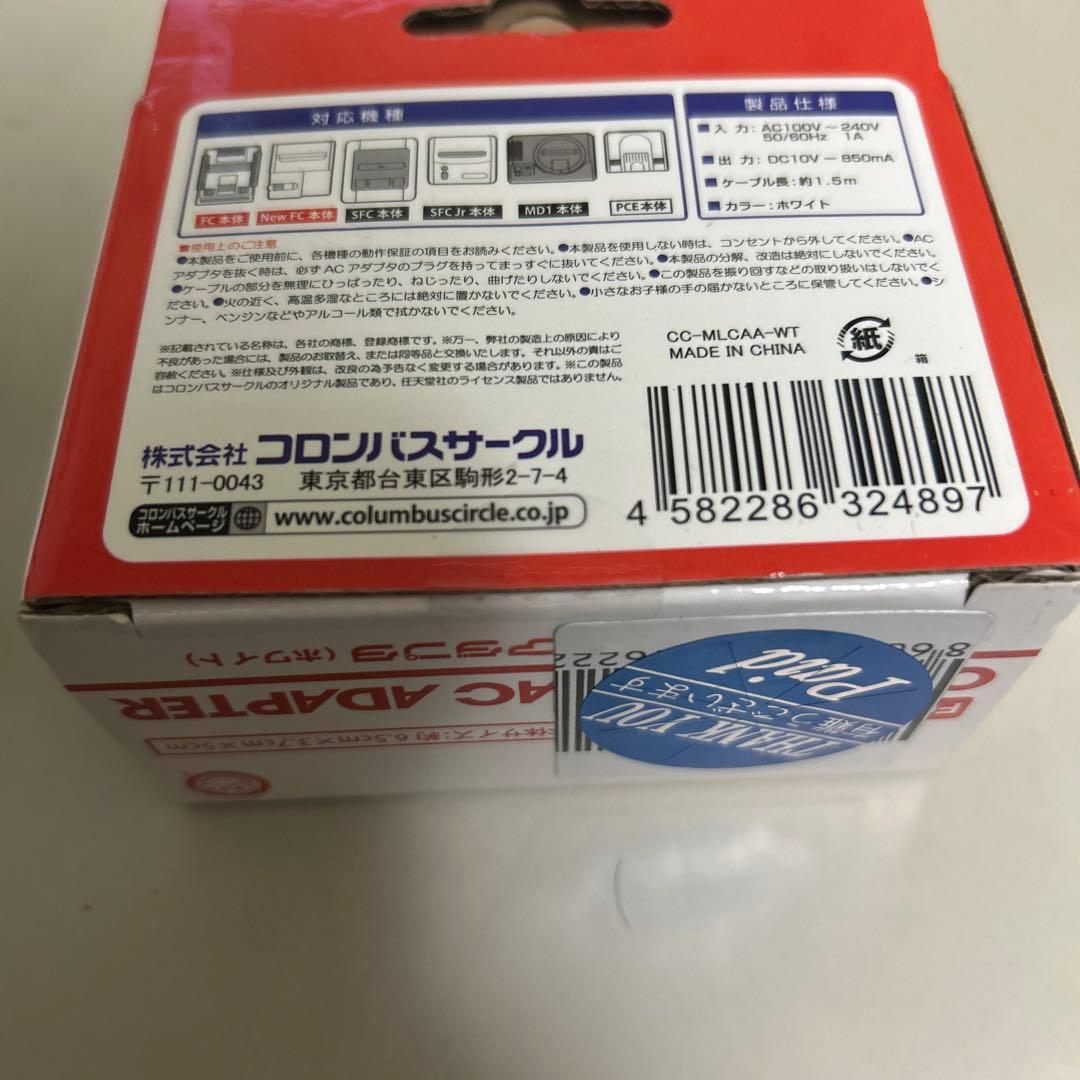 対応機種
FC本体
New FC 本体
SFC 本体
SFC Jr 本体
MD1 本体
PCE本体
製品仕様
■入 力:AC100V~240V
50/60Hz 1A
■出 力:DC10V-850mA
■ケーブル長:約1.5m
■カラー:ホワイト
■使用上のご注意
●本製品をご使用前に、各機種の動作保証の項目をお読みください。●本製品を使用しない時は、コンセントから外してください。●AC
アダプタを抜く時は、必ずACアダプタのプラグを持ってまっすぐに抜いてください。●本製品の分解、改造は絶対にしないでください。
●ケーブルの部分を無理にひっぱったり、ねじったり、曲げたりしないでください。●この製品を振り回すなどの取り扱いはしないでく
ださい。●火の近く、高温多湿なところには絶対に置かないでください。●小さなお子様の手の届かないところに保管してください。●シ
ンナー、ベンジンなどやアルコール類で拭かないでください。
※記載されている名称は、各社の商標、登録商標です。※万一、弊社の製造上の原因により
不良があった場合には、製品のお取替え、または同等品と交換いたします。それ以外の責はご
容赦ください。※仕様及び外観は、改良の為予告なく変更する場合があります。※この製品
はコロンバスサークルのオリジナル製品であり、任天堂社のライセンス製品ではありません。
CC-MLCAA-WT
MADE IN CHINA
紙
箱
株式会社 コロンバスサークル
〒111-0043 東京都台東区駒形2-7-4
コロンバスサークル
ホームページ
www.columbuscircle.co.jp
4 582286 324897
アダプタ(ホワイト)
AC ADAPTER
体サイズ:約6.5cm×3.7cm×5cm
Paid
有難うございます
THANK YOU